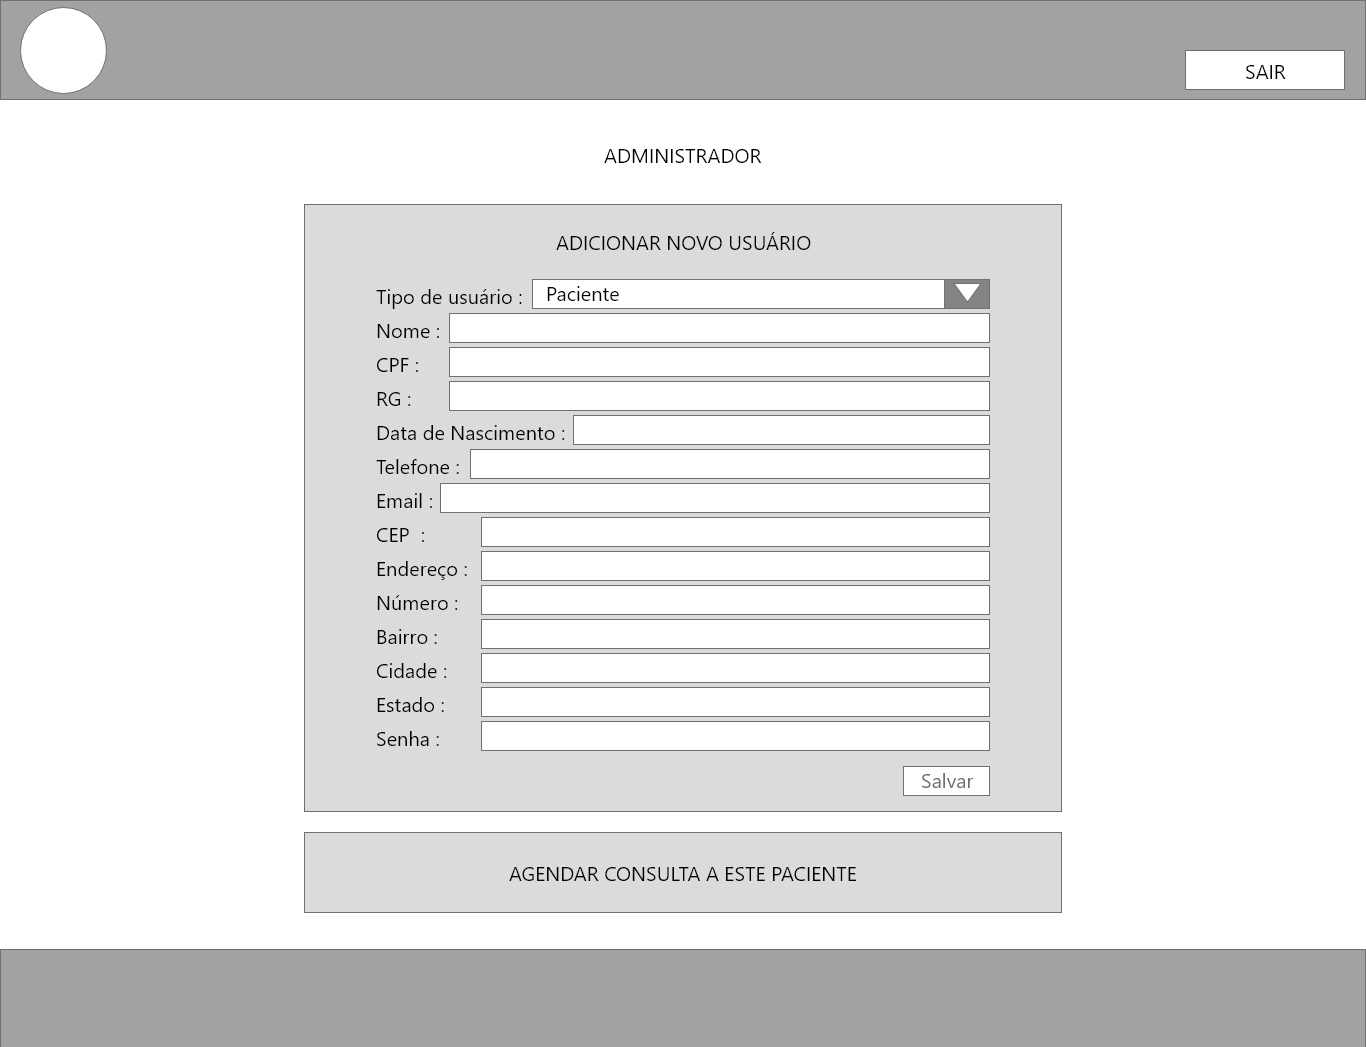 SAIR
ADMINISTRADOR
ADICIONAR NOVO USUÁRIO
Tipo de usuário : Paciente
Nome :
CPF :
RG :
Data de Nascimento :
Telefone :
Email :
CEP  :
Endereço :
Número :
Bairro :
Cidade :
Estado :
Senha :
Salvar
AGENDAR CONSULTA A ESTE PACIENTE